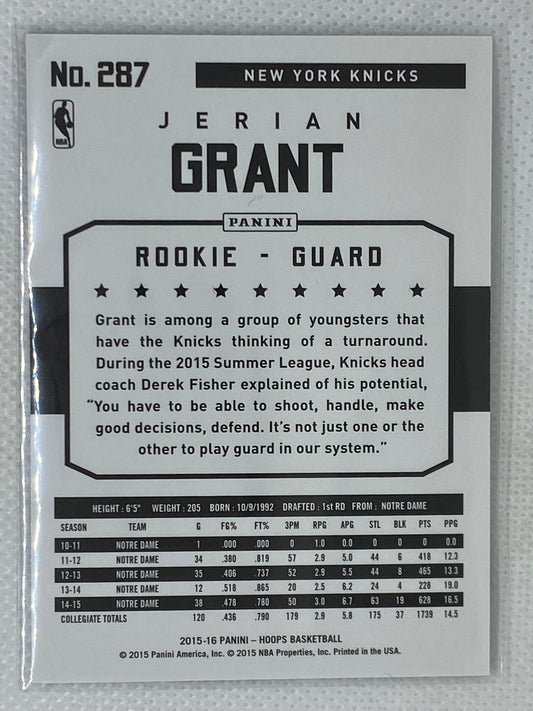 No. 287
NEW YORK KNICKS
NBA
JERIAN
GRANT
PANINI
ROOKIE - GUARD
Grant is among a group of youngsters that
have the Knicks thinking of a turnaround.
During the 2015 Summer League, Knicks head
coach Derek Fisher explained of his potential,
“You have to be able to shoot, handle, make
good decisions, defend. It's not just one or the
other to play guard in our system.”
HEIGHT: 6'5" WEIGHT: 205 BORN: 10/9/1992 DRAFTED: 1st RD FROM: NOTRE DAME
SEASON TEAM G FG% FT% 3PM RPG APG STL BLK PTS PPG
10-11 NOTRE DAME 1 .000 .000 0 1.0 0.0 0 0 0 0.0
11-12 NOTRE DAME 34 .380 .819 57 2.9 5.0 44 6 418 12.3
12-13 NOTRE DAME 35 .406 .737 52 2.9 5.5 44 8 465 13.3
13-14 NOTRE DAME 12 .518 .865 20 2.5 6.2 24 4 228 19.0
14-15 NOTRE DAME 38 .478 .780 50 3.0 6.7 63 19 628 16.5
COLLEGIATE TOTALS 120 .436 .790 179 2.9 5.8 175 37 1739 14.5
2015-16 PANINI – HOOPS BASKETBALL
© 2015 Panini America, Inc. © 2015 NBA Properties, Inc. Printed in the USA.